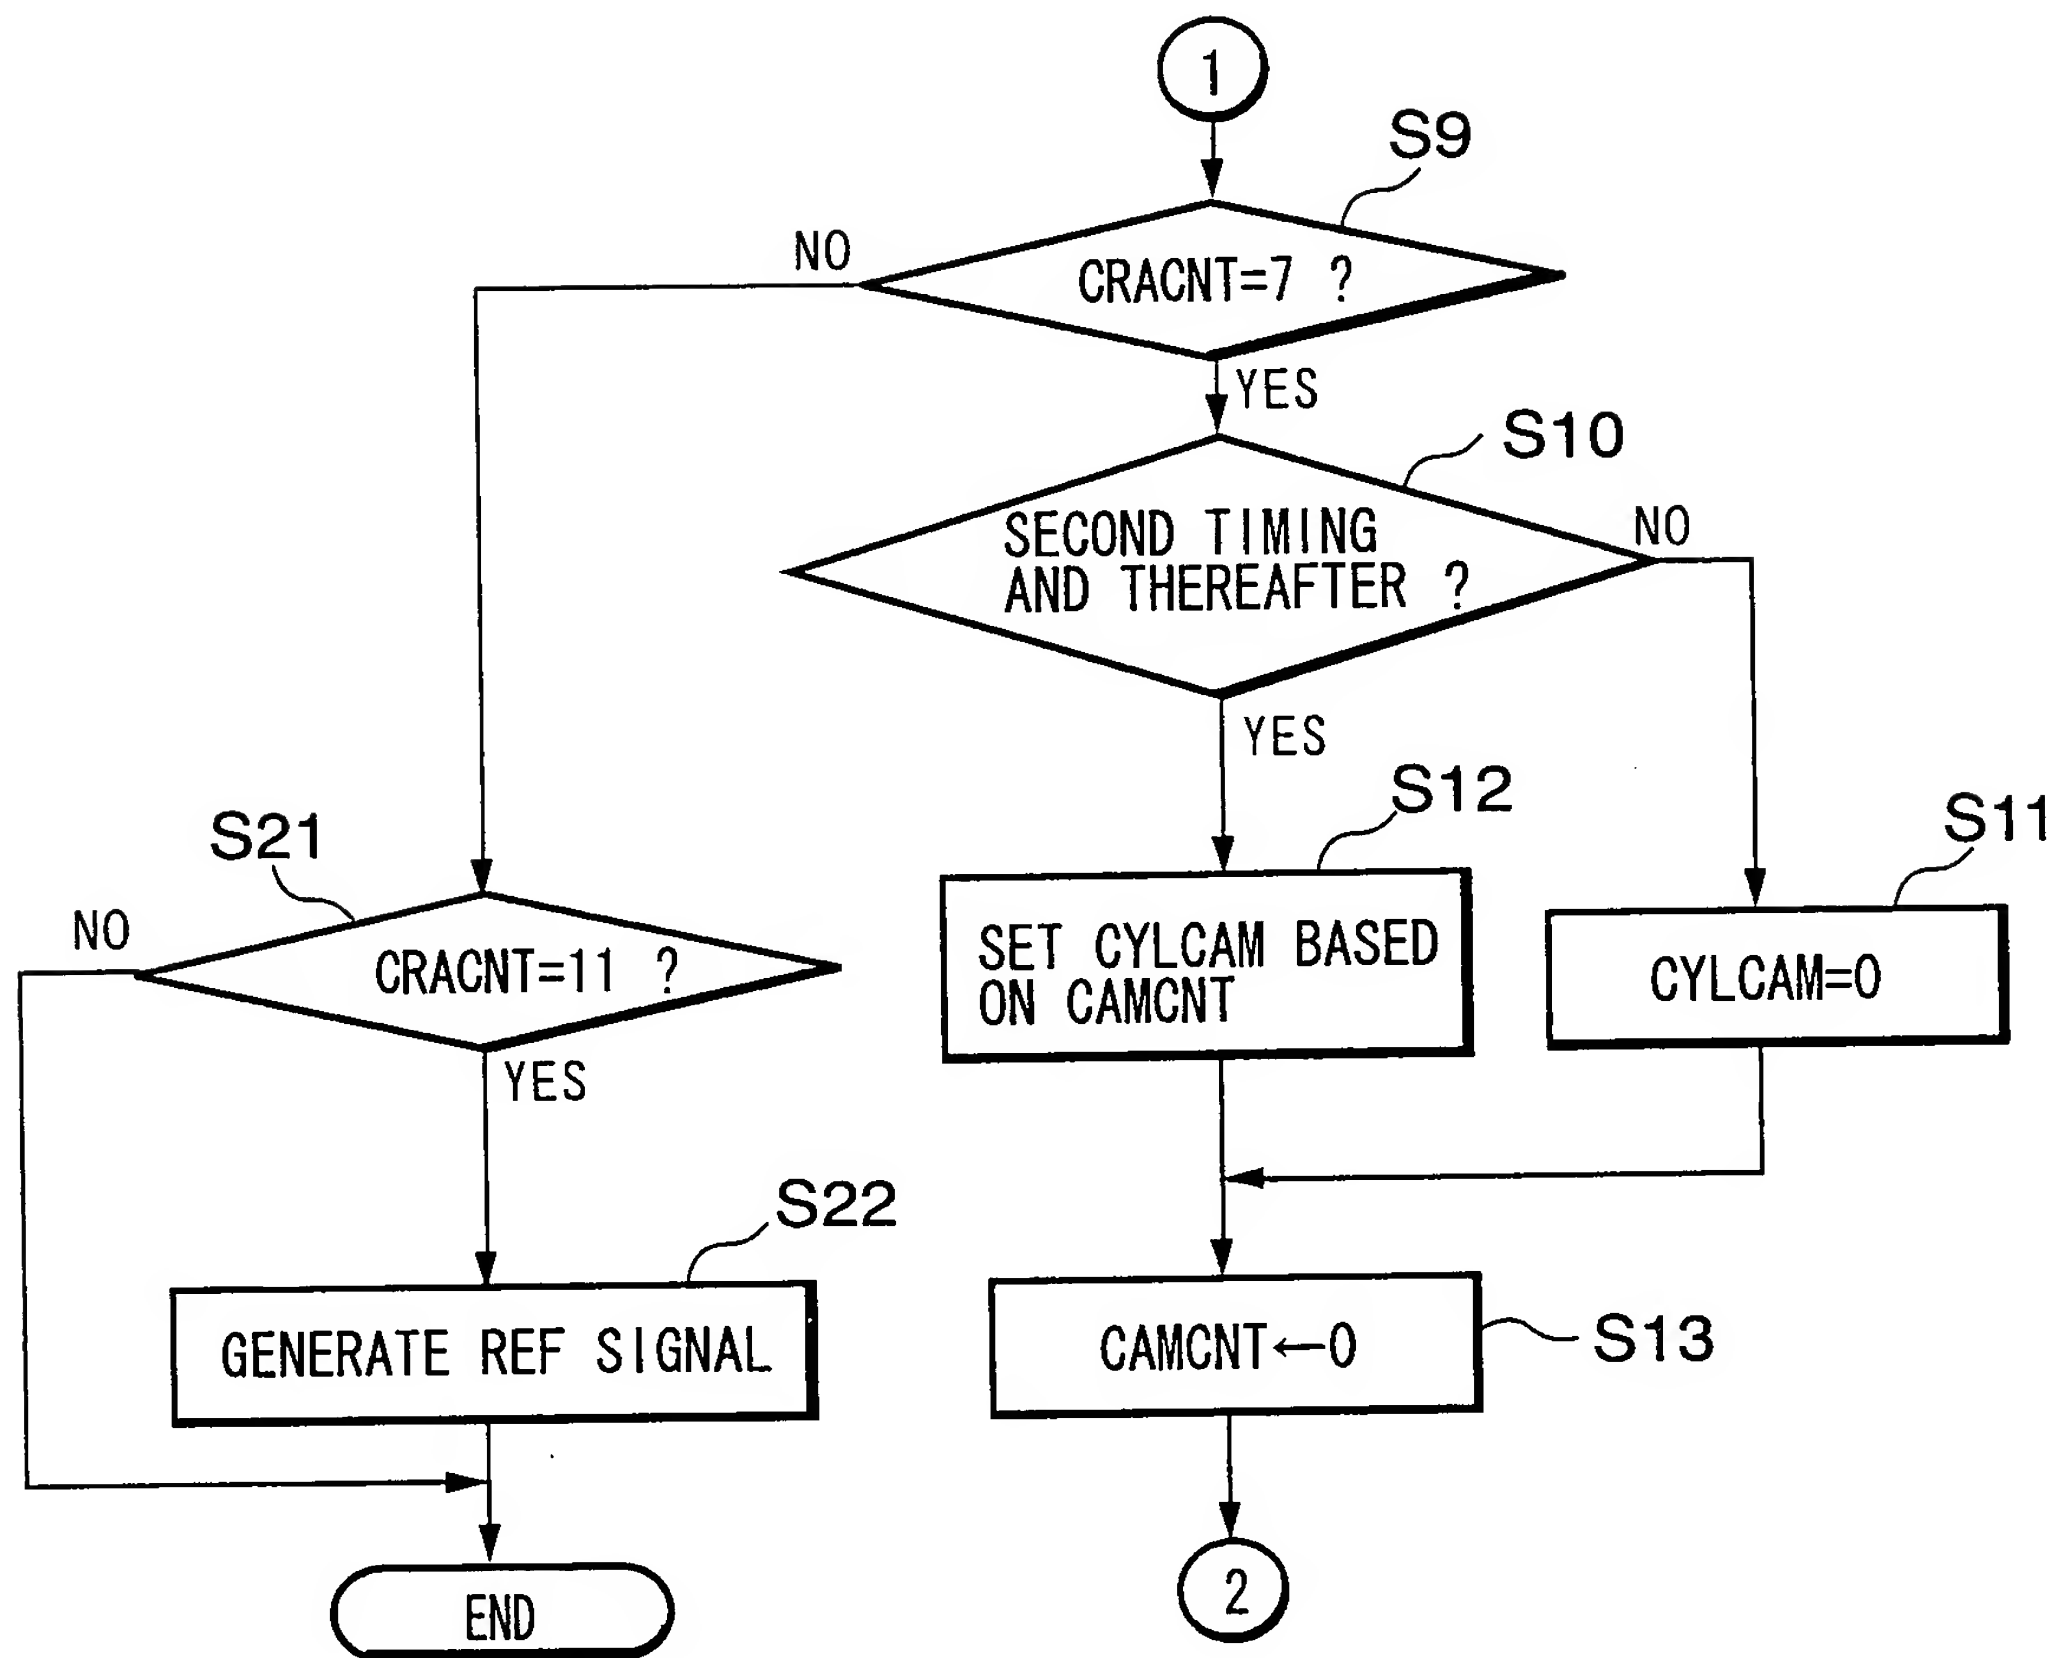 1
S9
NO
CRACNT=7 ?
YES
S10
SECOND TIMING
AND THEREAFTER ?
NO
YES
S12
S11
S21
NO
CRACNT=11 ?
SET CYLCAM BASED
ON CAMCNT
CYLCAM=0
YES
S22
GENERATE REF SIGNAL
CAMCNT←0
S13
END
2